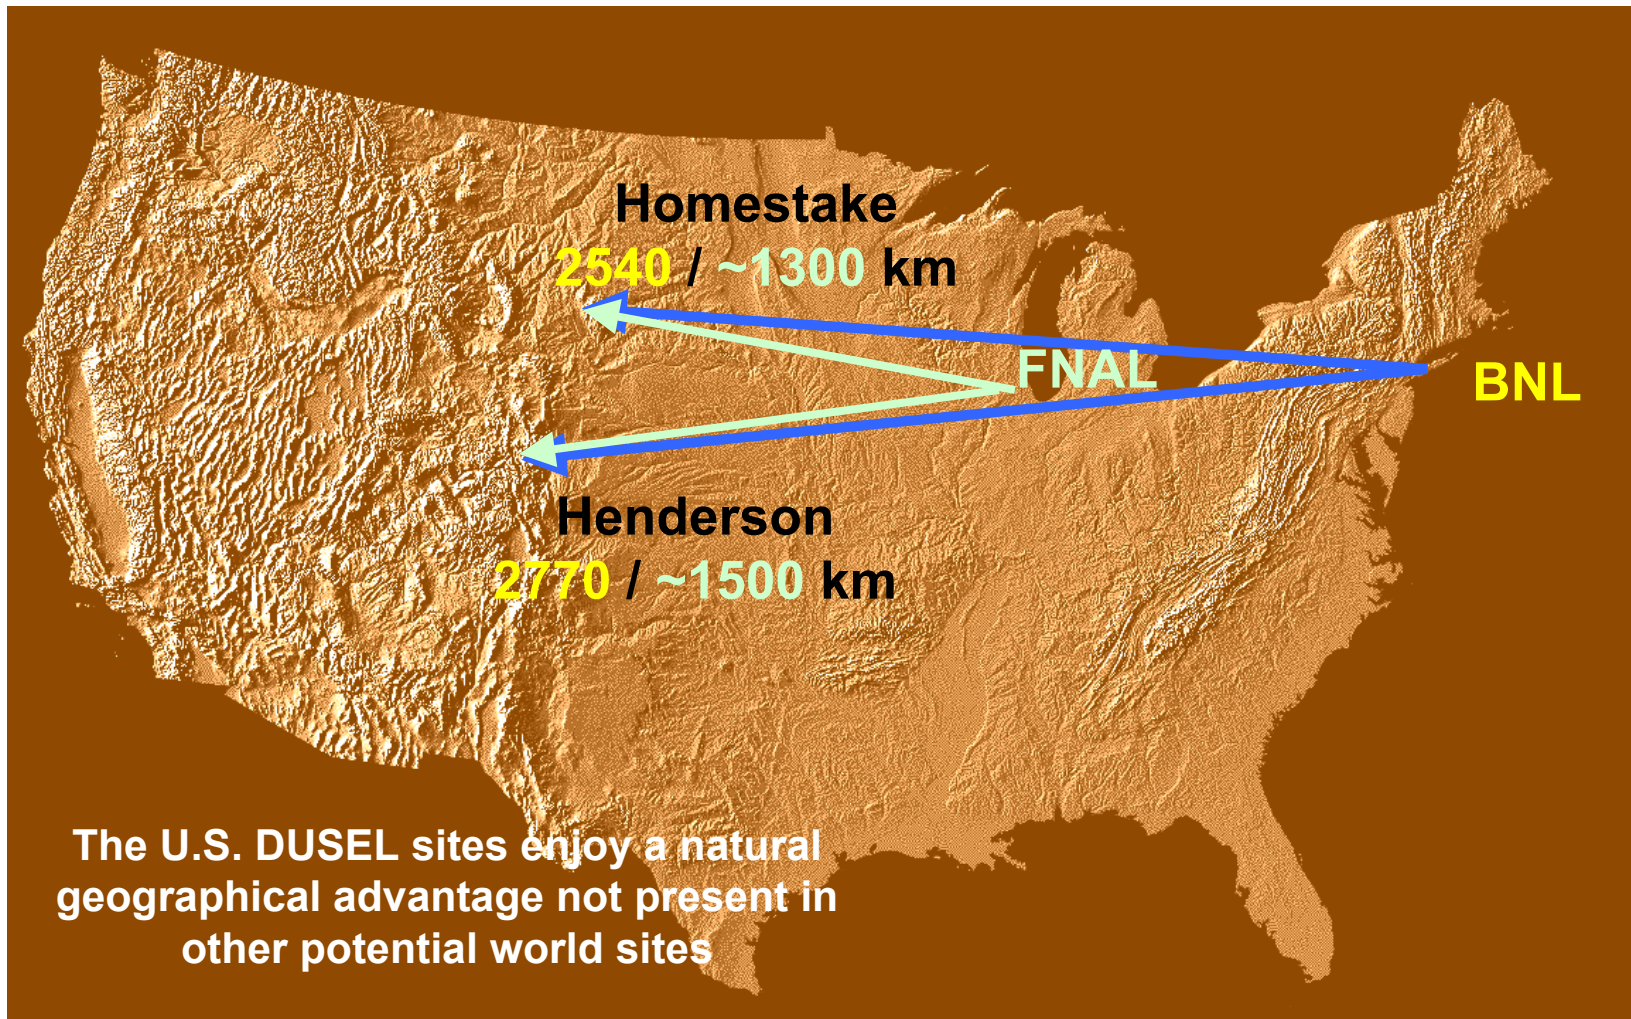 Homestake
2540 / ~1300 km
FNAL
BNL
Henderson
2770 / ~1500 km
The U.S. DUSEL sites enjoy a natural
geographical advantage not present in
other potential world sites